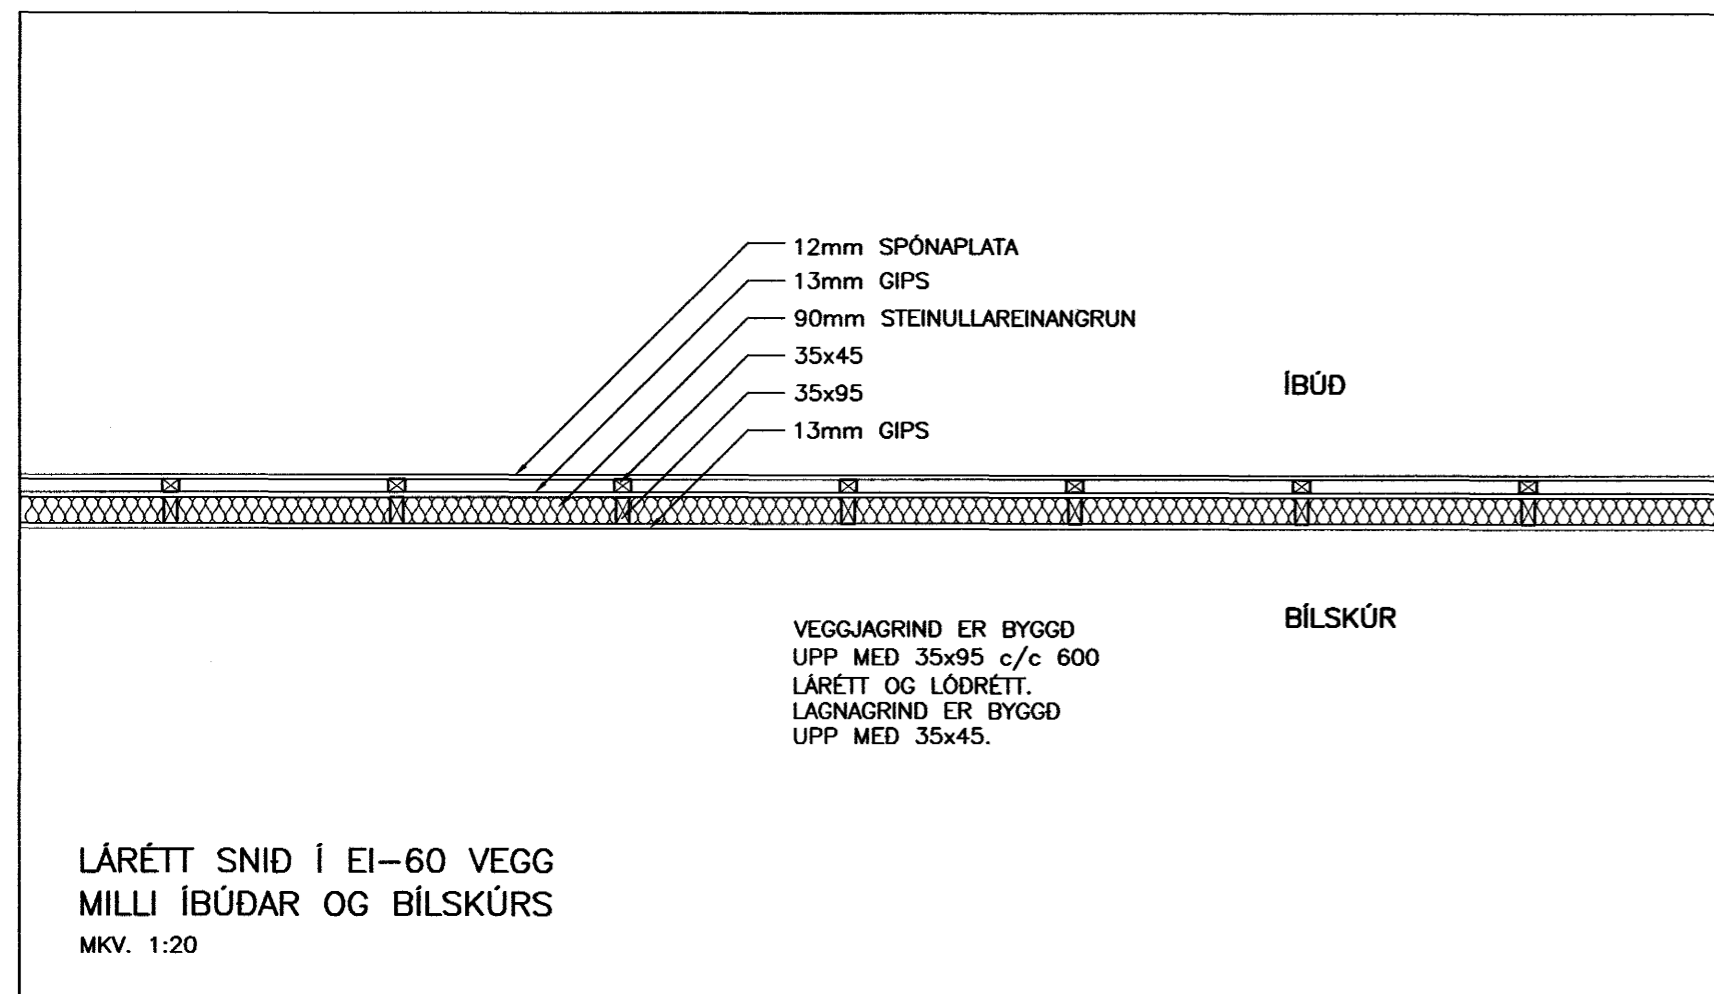 12mm SPÓNAPLATA
13mm GIPS
90mm STEINULLAREINANGRUN
35x45
35x95
13mm GIPS
ÍBÚÐ
BÍLSKÚR
VEGGJAGRIND ER BYGGÐ
UPP MEÐ 35x95 c/c 600
LÁRÉTT OG LÓÐRÉTT.
LAGNAGRIND ER BYGGÐ
UPP MEÐ 35x45.
LÁRÉTT SNIÐ Í EI-60 VEGG
MILLI ÍBÚÐAR OG BÍLSKÚRS
MKV. 1:20